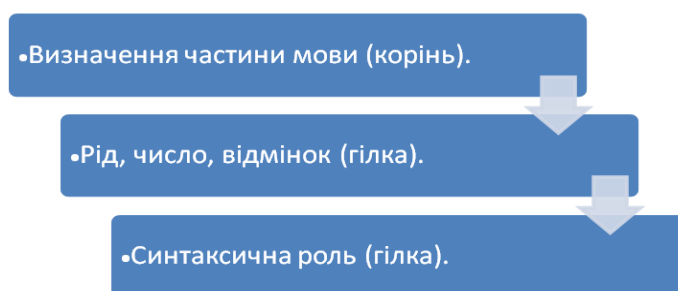 •Визначення частини мови (корінь).
•Рід, число, відмінок (гілка).
•Синтаксична роль (гілка).